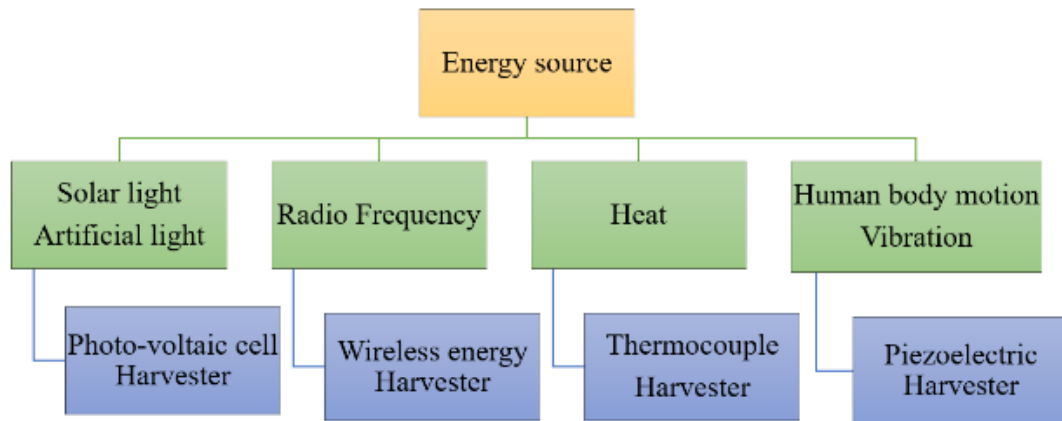 Energy source
Solar light
Artificial light
Radio Frequency
Heat
Human body motion
Vibration
Photo-voltaic cell
Harvester
Wireless energy
Harvester
Thermocouple
Harvester
Piezoelectric
Harvester